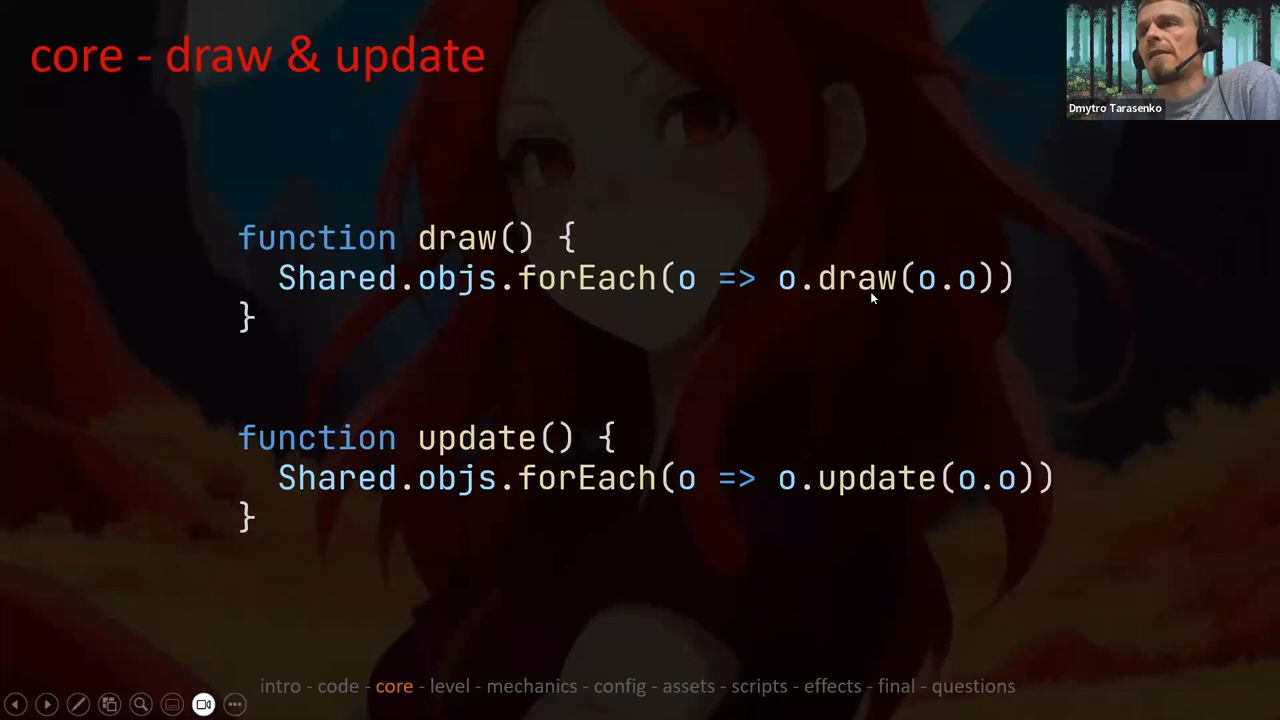 core - draw & update
Dmytro Tarasenko
function draw() {
Shared.objs.forEach(o => o.draw(o.o))
}
function update() {
Shared.objs.forEach(o => o.update(o.o))
}
intro - code - core - level - mechanics - config - assets - scripts - effects - final - questions